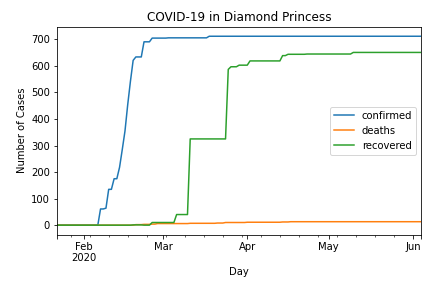 COVID-19 in Diamond Princess
Number of Cases
700
600
500
400
300
200
100
0
confirmed
deaths
recovered
Feb
2020
Mar
Apr
May
Jun
Day